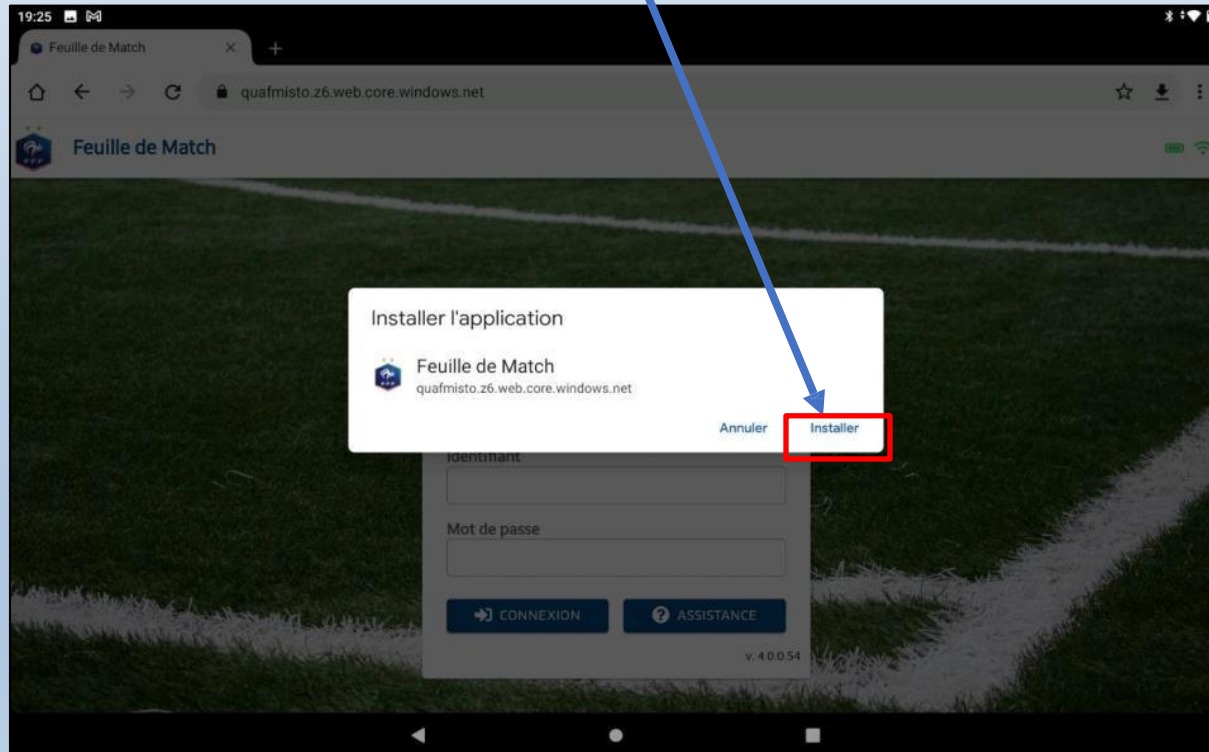 19:25
Feuille de Match
quafmisto.z6.web.core.windows.net
Feuille de Match
Installer l'application
Feuille de Match
quafmisto.z6.web.core.windows.net
Annuler Installer
Identifiant
Mot de passe
CONNEXION ASSISTANCE
v. 4.0.0.54